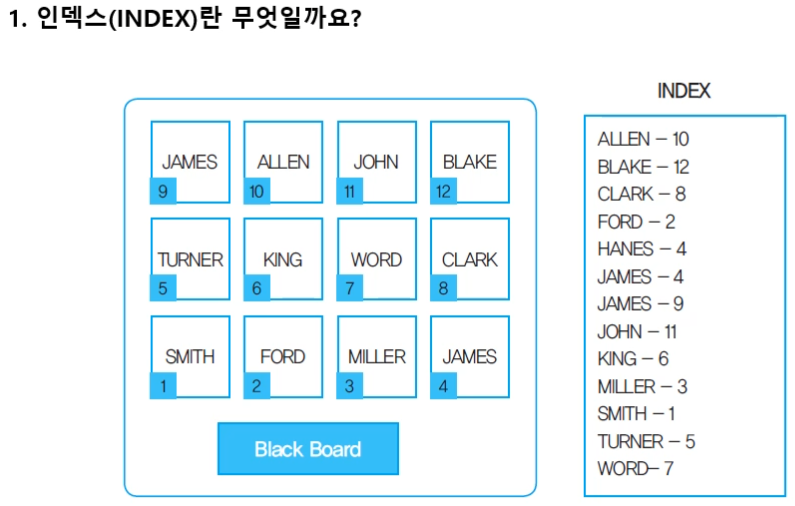 1. 인덱스(INDEX)란 무엇일까요?
INDEX
JAMES ALLEN JOHN BLAKE
9 10 11 12
TURNER KING WORD CLARK
5 6 7 8
SMITH FORD MILLER JAMES
1 2 3 4
Black Board
ALLEN – 10
BLAKE – 12
CLARK – 8
FORD – 2
HANES – 4
JAMES – 4
JAMES – 9
JOHN – 11
KING – 6
MILLER – 3
SMITH – 1
TURNER – 5
WORD– 7